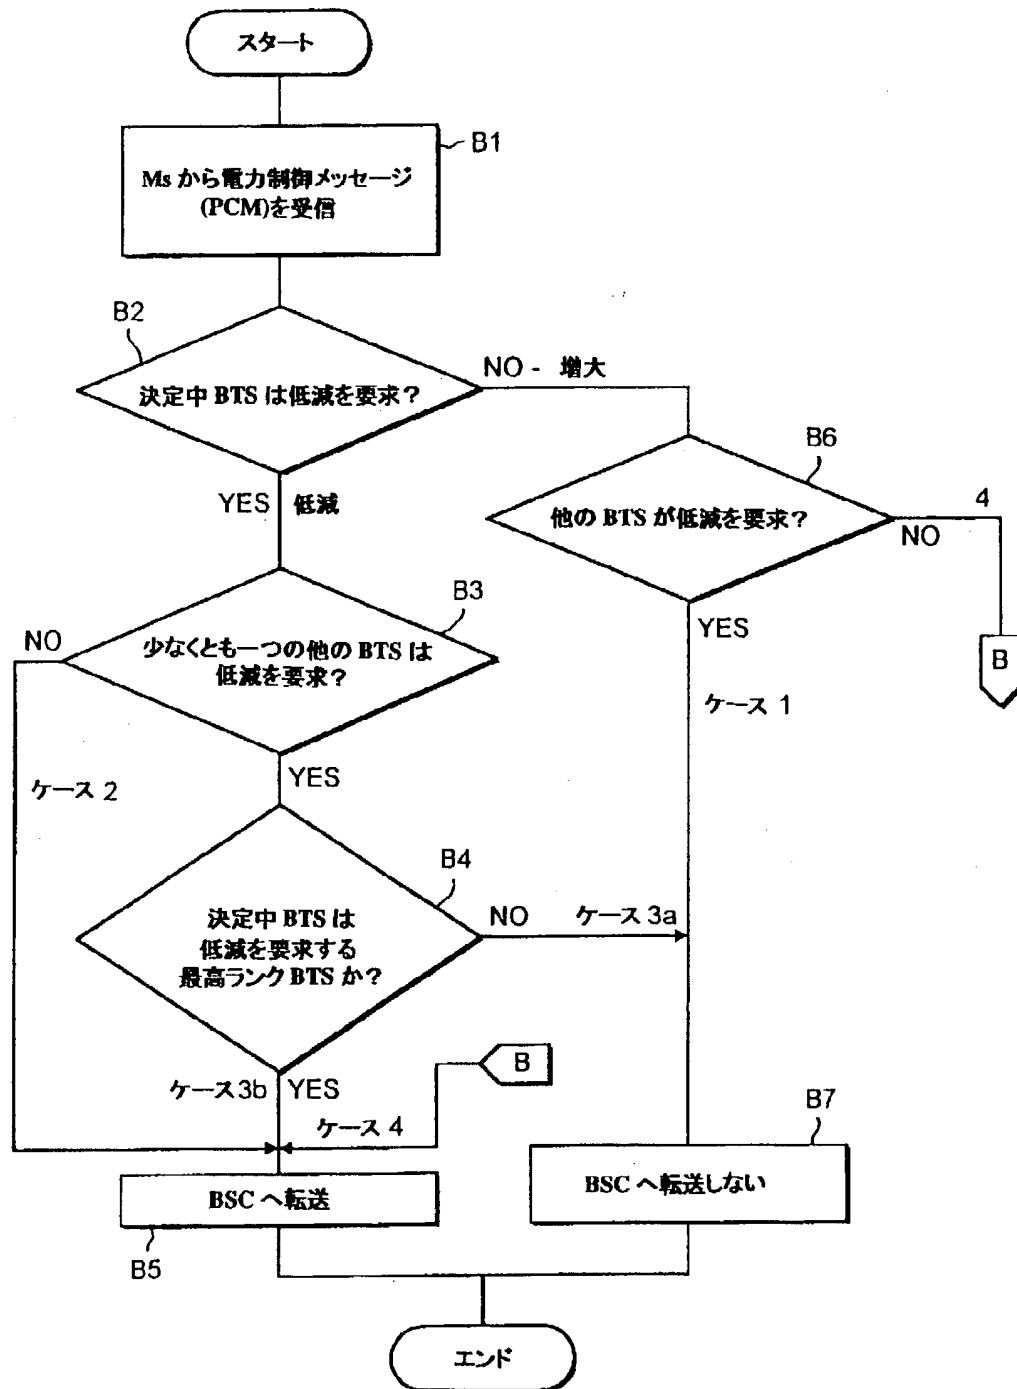 スタート
B1
Ms から電力制御メッセージ
(PCM)を受信
B2
決定中 BTS は低減を要求？
NO - 増大
YES 低減
B6
他の BTS が低減を要求？
4
NO
YES
B
B3
NO
少なくとも一つの他の BTS は
低減を要求？
YES
ケース 1
ケース 2
B4
決定中 BTS は
低減を要求する
最高ランク BTS か？
NO
ケース 3a
B
ケース3b
YES
ケース 4
B7
BSC へ転送
BSC へ転送しない
B5
エンド